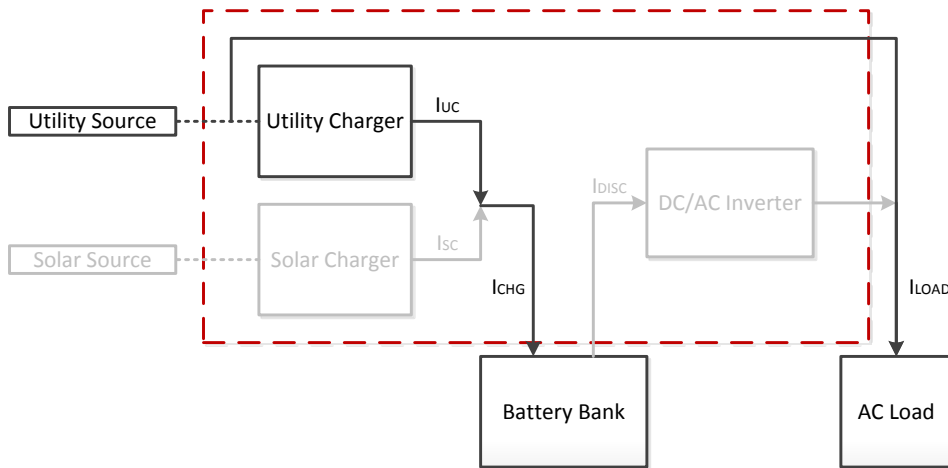 Utility Source
Utility Charger
IUC
IDISC
DC/AC Inverter
Solar Source
Solar Charger
ISC
ICHG
ILOAD
Battery Bank
AC Load